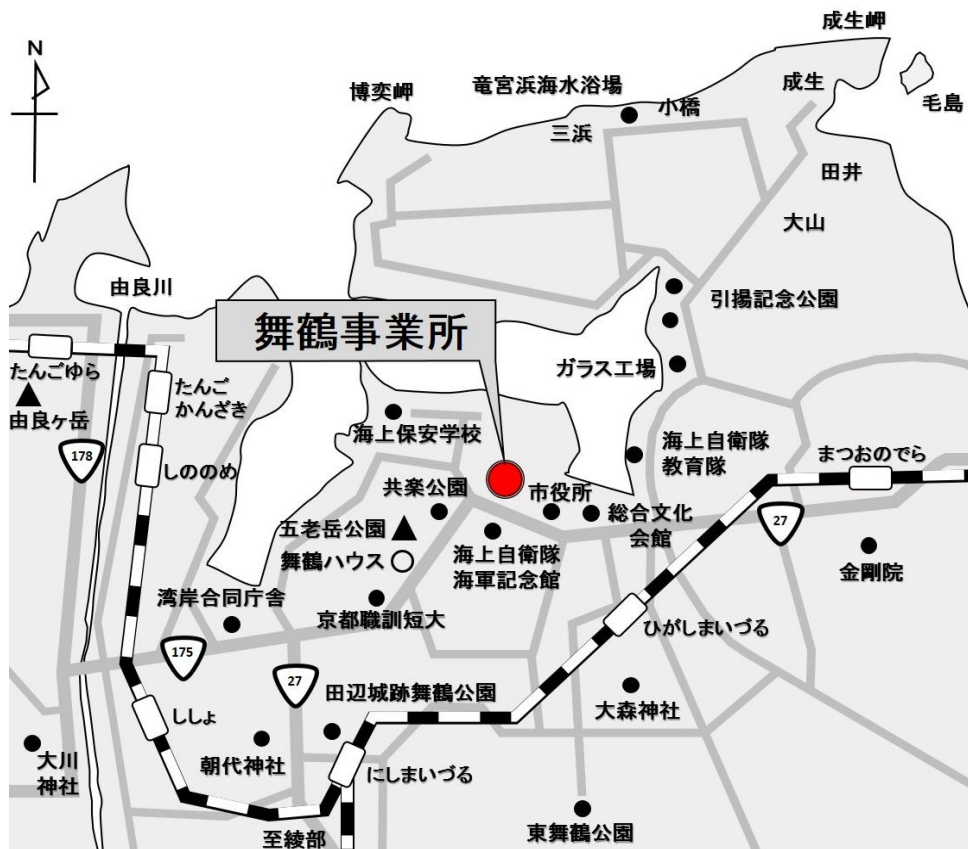 成生岬
N
竜宮浜海水浴場
成生
博奕岬
小橋
毛島
三浜
田井
大山
由良川
引揚記念公園
舞鶴事業所
ガラス工場
たんごゆら
たんご
かんざき
由良ヶ岳
海上保安学校
海上自衛隊
教育隊
まつおのでら
178
しののめ
共楽公園
市役所
総合文化
会館
27
五老岳公園
海上自衛隊
海軍記念館
舞鶴ハウス
金剛院
湾岸合同庁舎
京都職訓短大
ひがしまいづる
175
27
田辺城跡舞鶴公園
大森神社
ししょ
大川
神社
朝代神社
にしまいづる
至綾部
東舞鶴公園